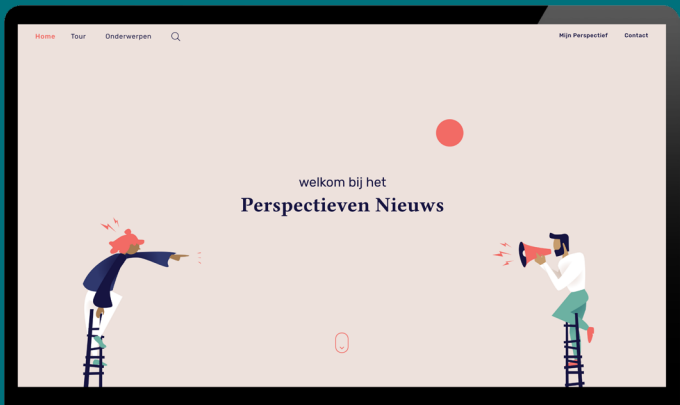 Home Tour Onderwerpen Mijn Perspectief Contact
welkom bij het
Perspectieven Nieuws